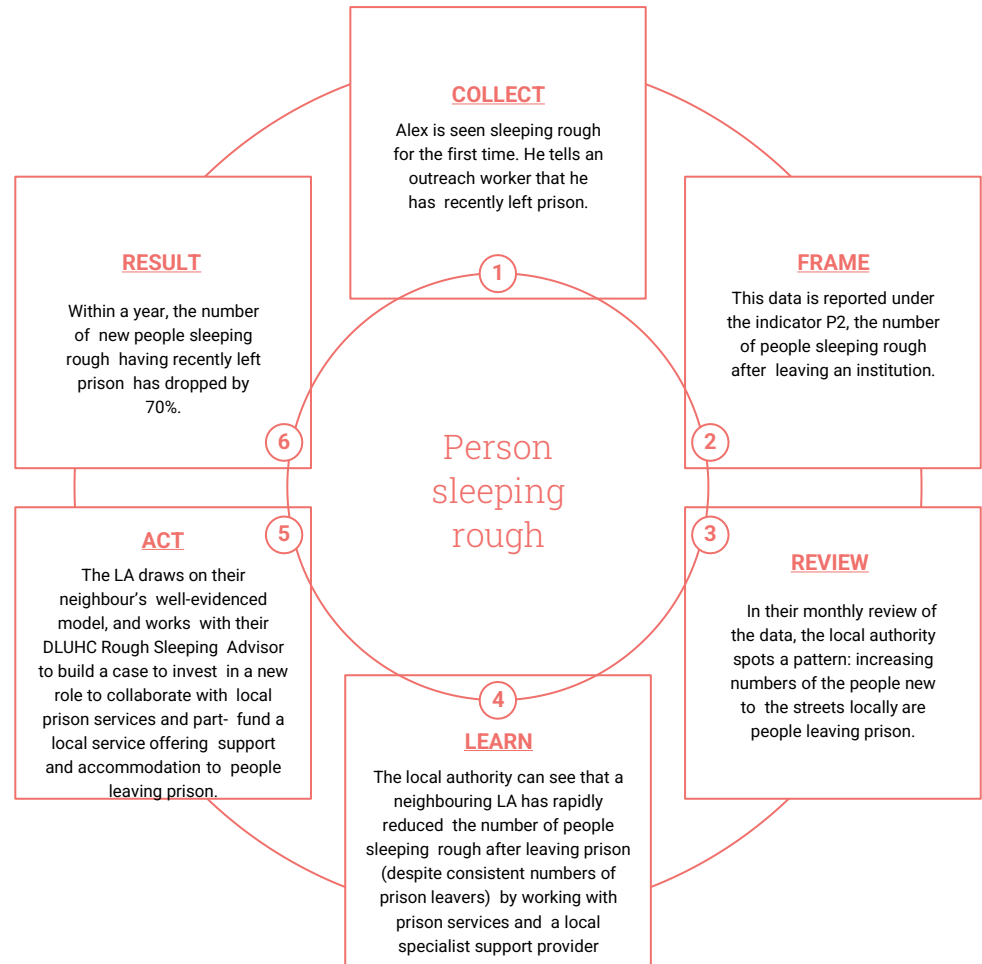 COLLECT
Alex is seen sleeping rough
for the first time. He tells an
outreach worker that he
has recently left prison.
1
FRAME
This data is reported under
the indicator P2, the number
of people sleeping rough
after leaving an institution.
2
3
REVIEW
In their monthly review of
the data, the local authority
spots a pattern: increasing
numbers of the people new
to the streets locally are
people leaving prison.
4
LEARN
The local authority can see that a
neighbouring LA has rapidly
reduced the number of people
sleeping rough after leaving prison
(despite consistent numbers of
prison leavers) by working with
prison services and a local
specialist support provider
5
ACT
The LA draws on their
neighbour’s well-evidenced
model, and works with their
DLUHC Rough Sleeping Advisor
to build a case to invest in a new
role to collaborate with local
prison services and part- fund a
local service offering support
and accommodation to people
leaving prison.
RESULT
Within a year, the number
of new people sleeping
rough having recently left
prison has dropped by
70%.
6
Person
sleeping
rough